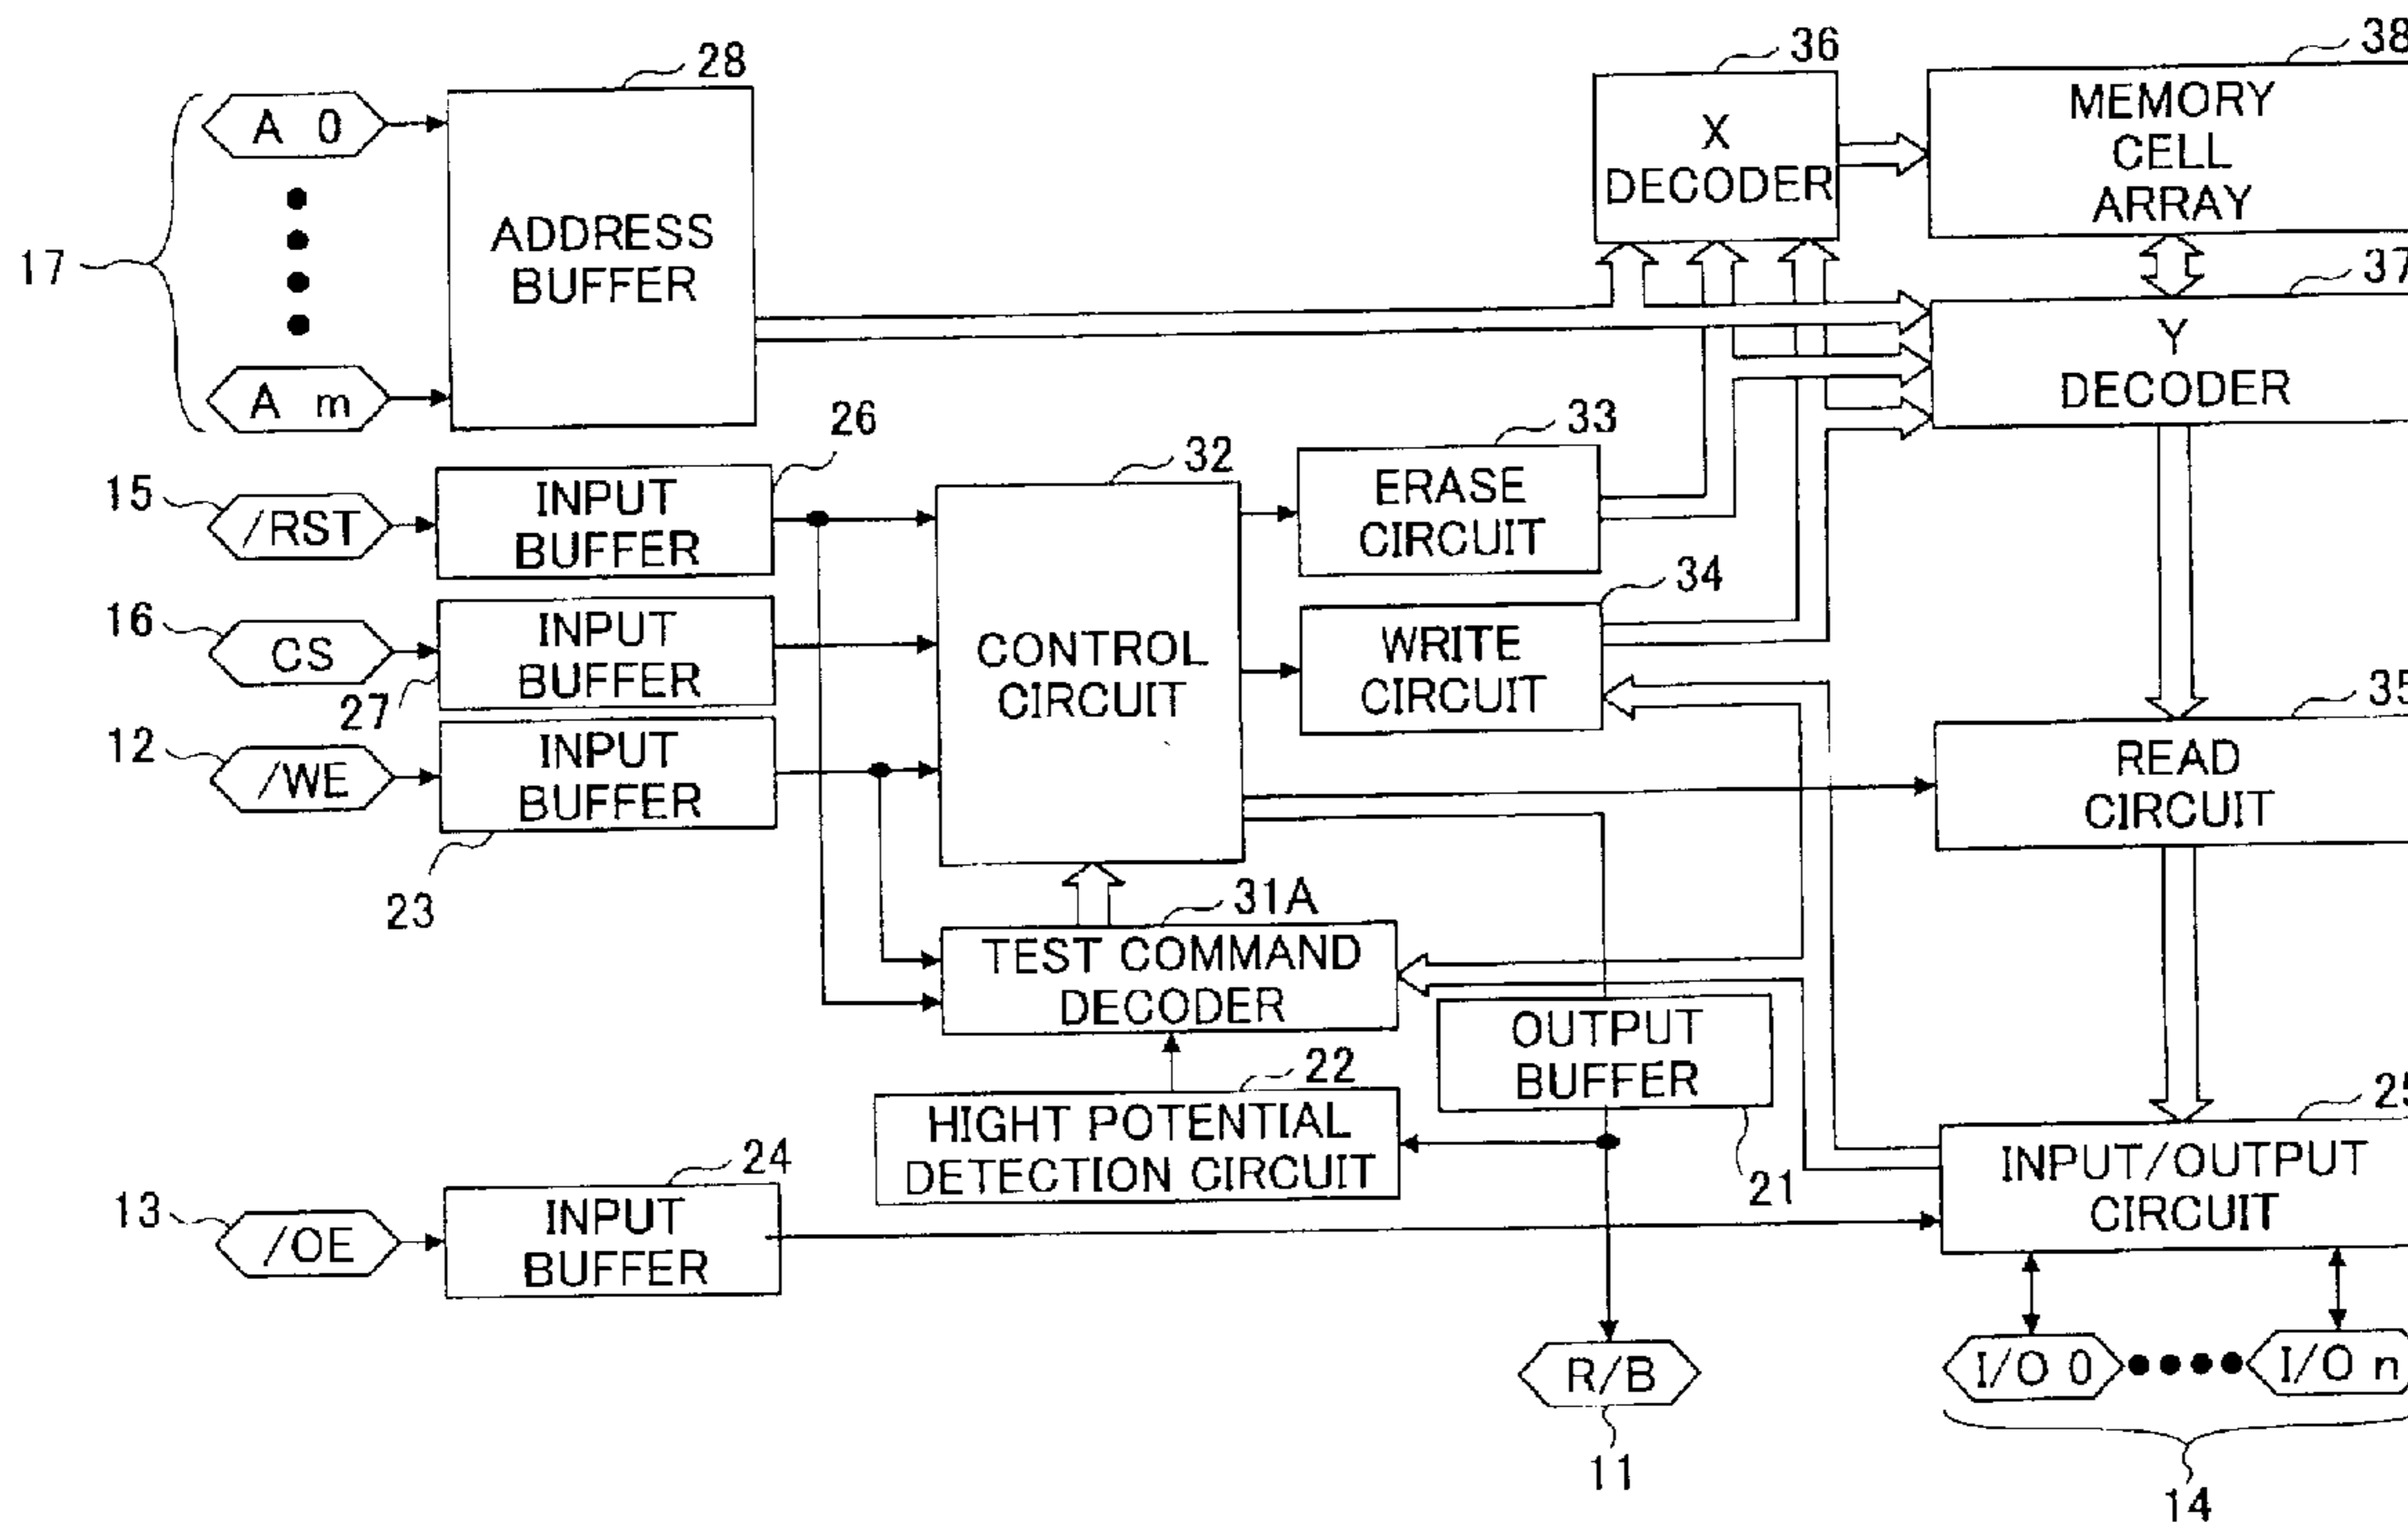 28
36
38
A 0
X
DECODER
MEMORY
CELL
ARRAY
17
ADDRESS
BUFFER
37
Y
DECODER
A m
26
33
32
15
/RST
INPUT
BUFFER
ERASE
CIRCUIT
34
16
CS
INPUT
BUFFER
27
CONTROL
CIRCUIT
WRITE
CIRCUIT
35
12
/WE
INPUT
BUFFER
23
READ
CIRCUIT
31A
TEST COMMAND
DECODER
OUTPUT
BUFFER
21
22
HIGHT POTENTIAL
DETECTION CIRCUIT
25
INPUT/OUTPUT
CIRCUIT
24
13
/OE
INPUT
BUFFER
R/B
11
I/O 0
I/O n
14